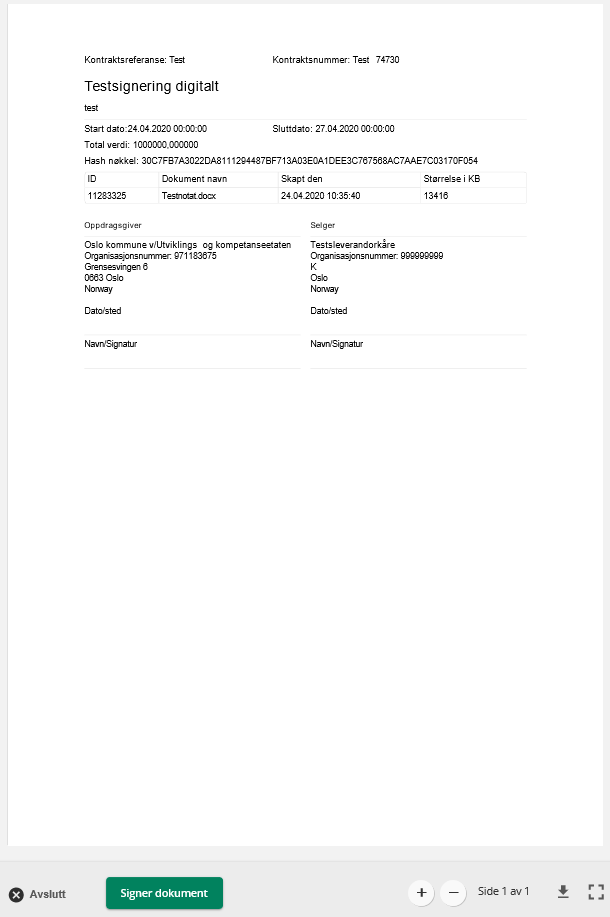 Kontraktsreferanse: Test Kontraktsnummer: Test 74730
Testsignering digitalt
test
Start dato:24.04.2020 00:00:00 Sluttdato: 27.04.2020 00:00:00
Total verdi: 1000000,000000
Hash nøkkel: 30C7FB7A3022DA8111294487BF713A03E0A1DEE3C767568AC7AAE7C03170F054
ID Dokument navn Skapt den Størrelse i KB
11283325 Testnotat.docx 24.04.2020 10:35:40 13416
Oppdragsgiver Selger
Oslo kommune v/Utviklings og kompetanseetaten Testsleverandorkåre
Organisasjonsnummer: 971183675 Organisasjonsnummer: 999999999
Grensesvingen 6 K
0663 Oslo Oslo
Norway Norway
Dato/sted Dato/sted
Navn/Signatur Navn/Signatur
Avslutt Signer dokument Side 1 av 1